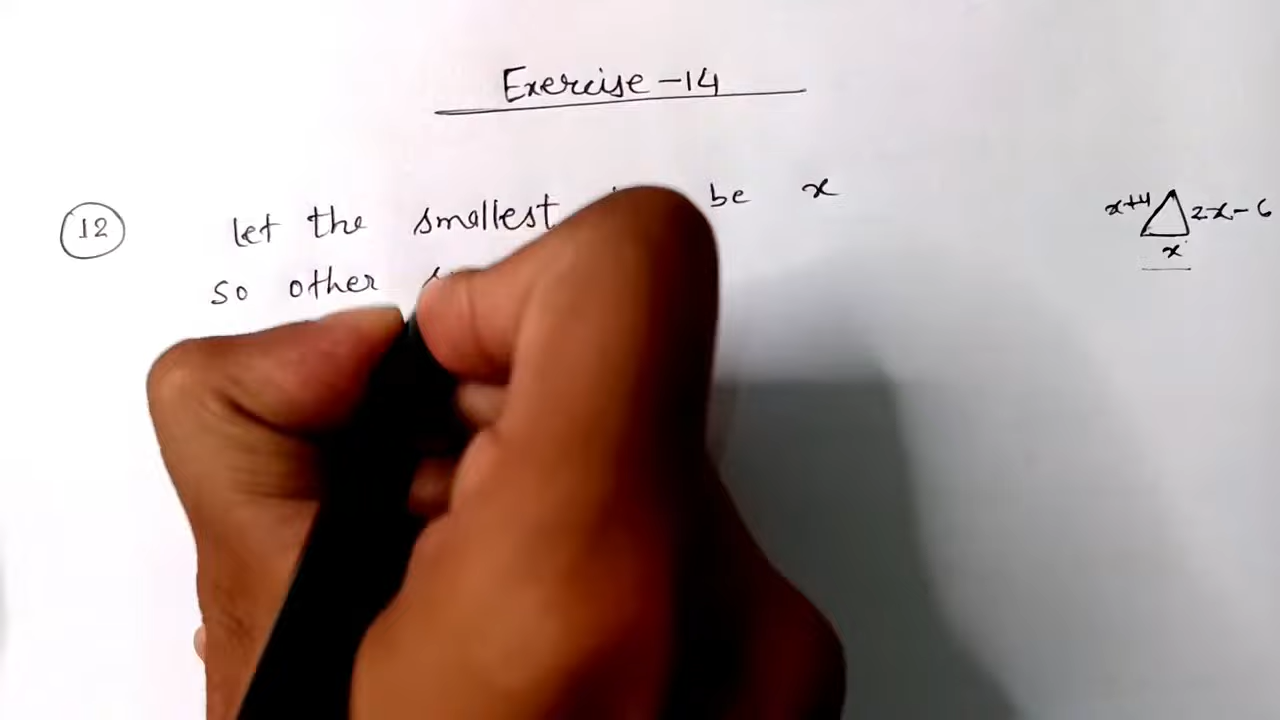 Exercise - 14
12 let the smallest be x
so other
x+4 2x-6
x